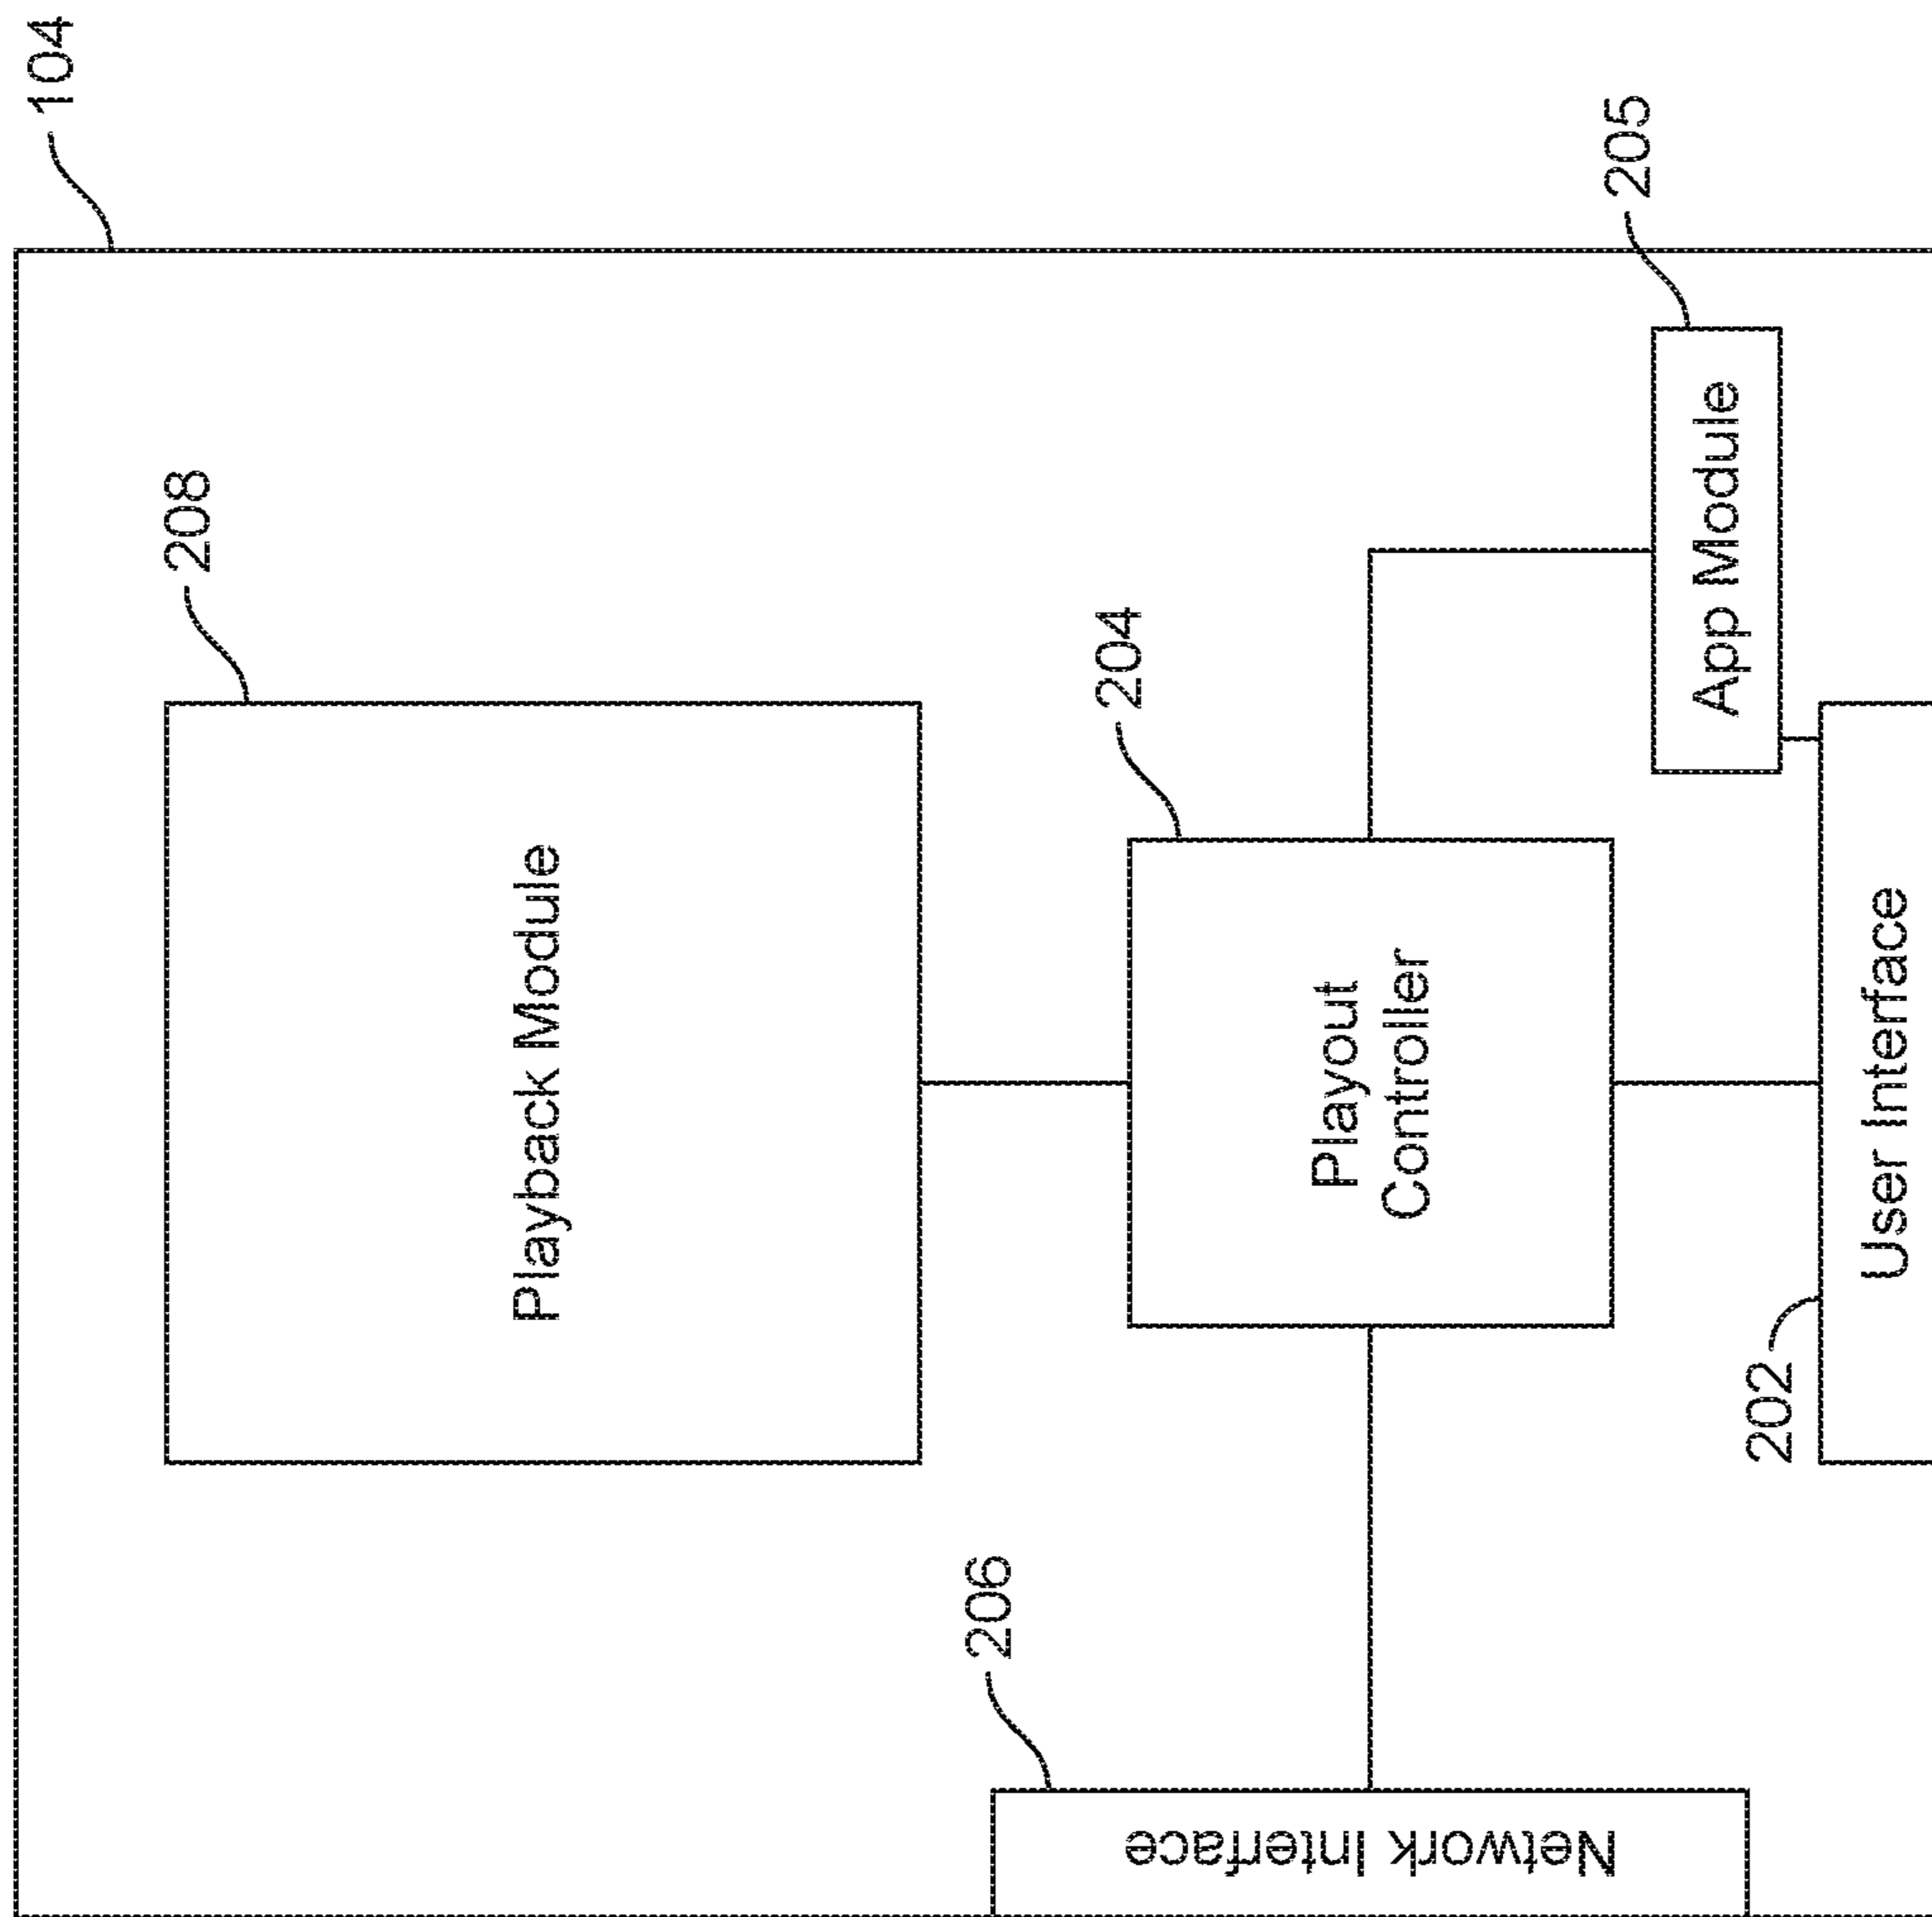 104
208
Playback Module
204
205
Playout
Controller
App Module
206
Network Interface
202
User Interface